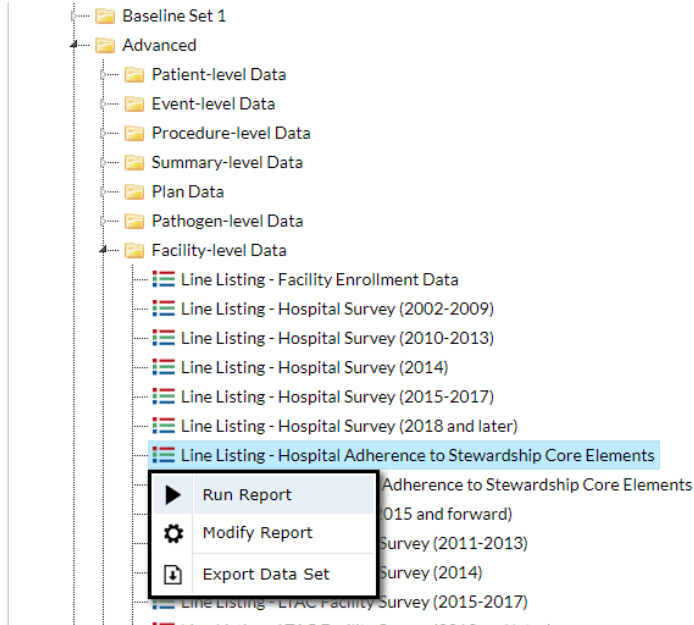 Baseline Set 1
Advanced
Patient-level Data
Event-level Data
Procedure-level Data
Summary-level Data
Plan Data
Pathogen-level Data
Facility-level Data
Line Listing - Facility Enrollment Data
Line Listing - Hospital Survey (2002-2009)
Line Listing - Hospital Survey (2010-2013)
Line Listing - Hospital Survey (2014)
Line Listing - Hospital Survey (2015-2017)
Line Listing - Hospital Survey (2018 and later)
Line Listing - Hospital Adherence to Stewardship Core Elements
Adherence to Stewardship Core Elements
Run Report
2015 and forward)
Modify Report
Survey (2011-2013)
Export Data Set
Survey (2014)
Line Listing - LTAC Facility Survey (2015-2017)